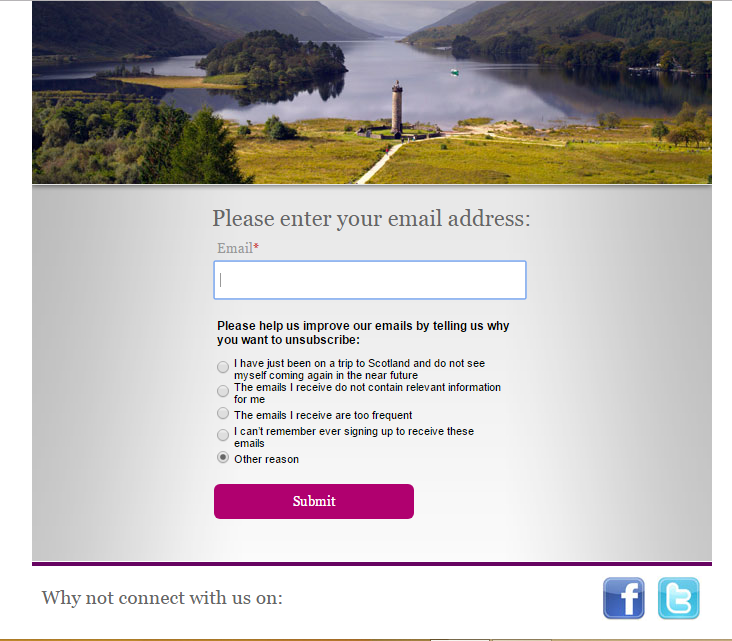 Please enter your email address:
Email*
Please help us improve our emails by telling us why
you want to unsubscribe:
I have just been on a trip to Scotland and do not see
myself coming again in the near future
The emails I receive do not contain relevant information
for me
The emails I receive are too frequent
I can't remember ever signing up to receive these
emails
Other reason
Submit
Why not connect with us on: